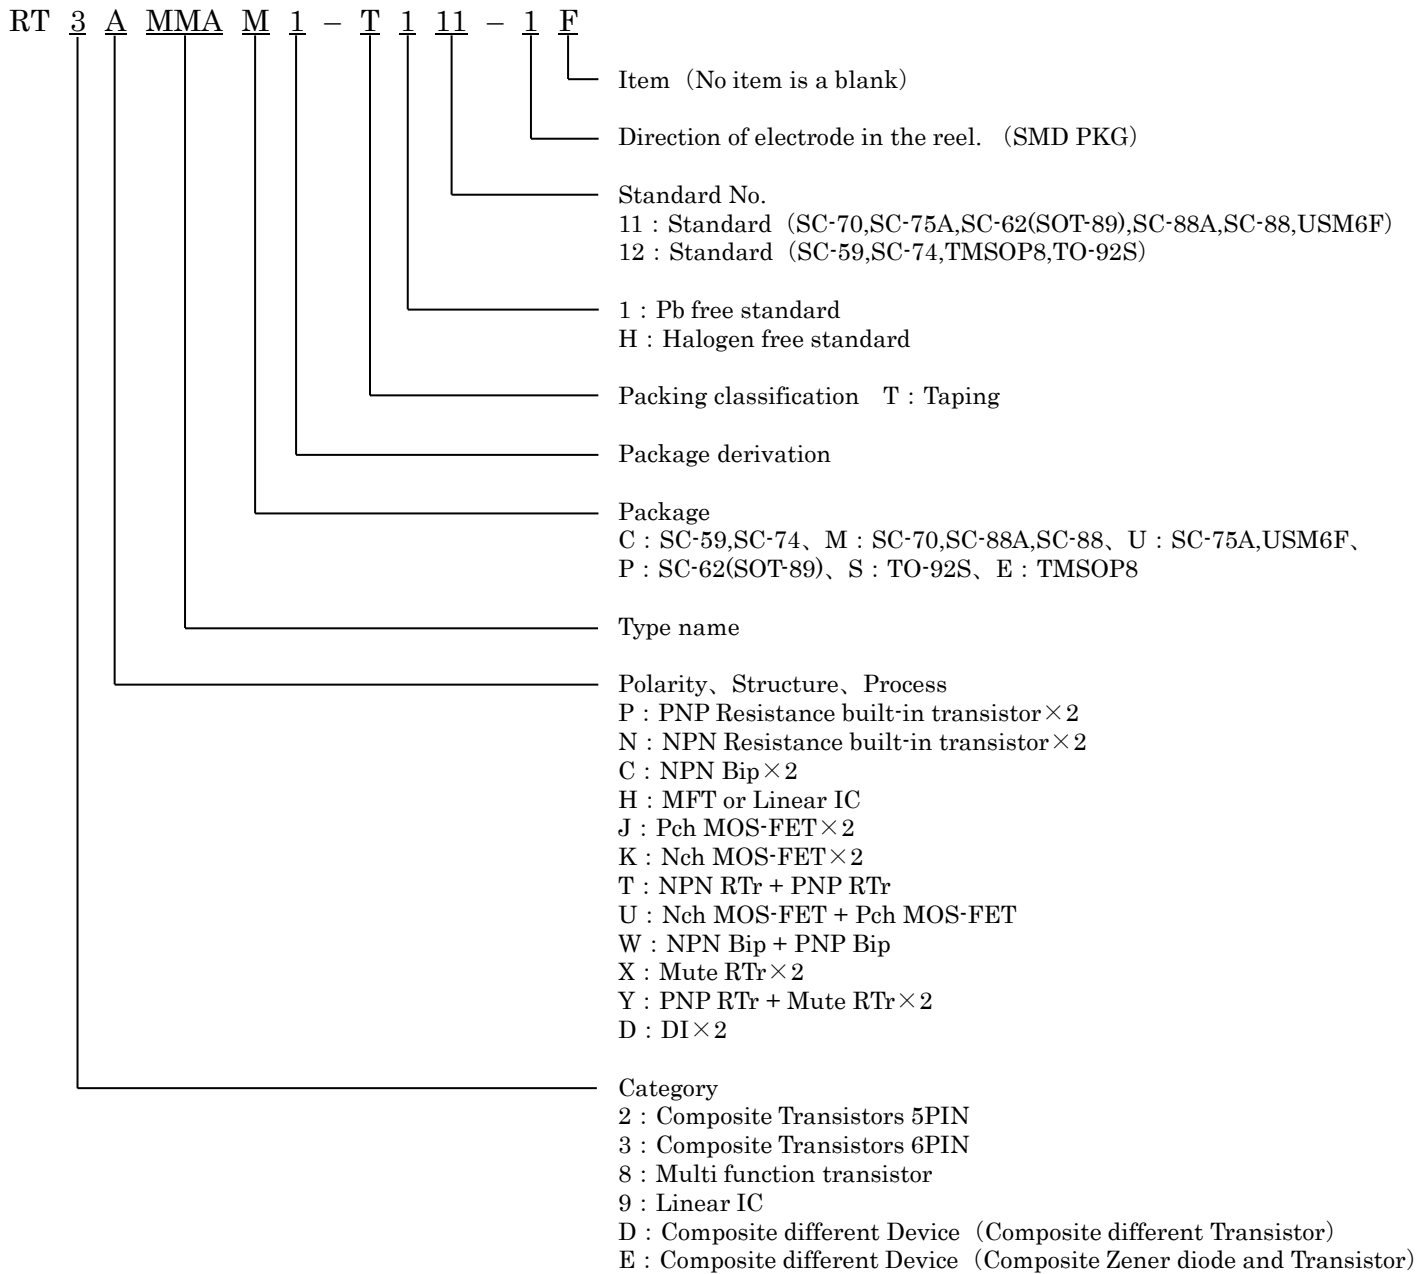 RT 3 A MMA M 1 – T 1 11 – 1 F
Item（No item is a blank）
Direction of electrode in the reel. （SMD PKG）
Standard No.
11：Standard（SC-70,SC-75A,SC-62(SOT-89),SC-88A,SC-88,USM6F）
12：Standard（SC-59,SC-74,TMSOP8,TO-92S）
1：Pb free standard
H：Halogen free standard
Packing classification　T：Taping
Package derivation
Package
C：SC-59,SC-74、M：SC-70,SC-88A,SC-88、U：SC-75A,USM6F、
P：SC-62(SOT-89)、S：TO-92S、E：TMSOP8
Type name
Polarity、Structure、Process
P：PNP Resistance built-in transistor×2
N：NPN Resistance built-in transistor×2
C：NPN Bip×2
H：MFT or Linear IC
J：Pch MOS-FET×2
K：Nch MOS-FET×2
T：NPN RTr + PNP RTr
U：Nch MOS-FET + Pch MOS-FET
W：NPN Bip + PNP Bip
X：Mute RTr×2
Y：PNP RTr + Mute RTr×2
D：DI×2
Category
2：Composite Transistors 5PIN
3：Composite Transistors 6PIN
8：Multi function transistor
9：Linear IC
D：Composite different Device（Composite different Transistor）
E：Composite different Device（Composite Zener diode and Transistor）